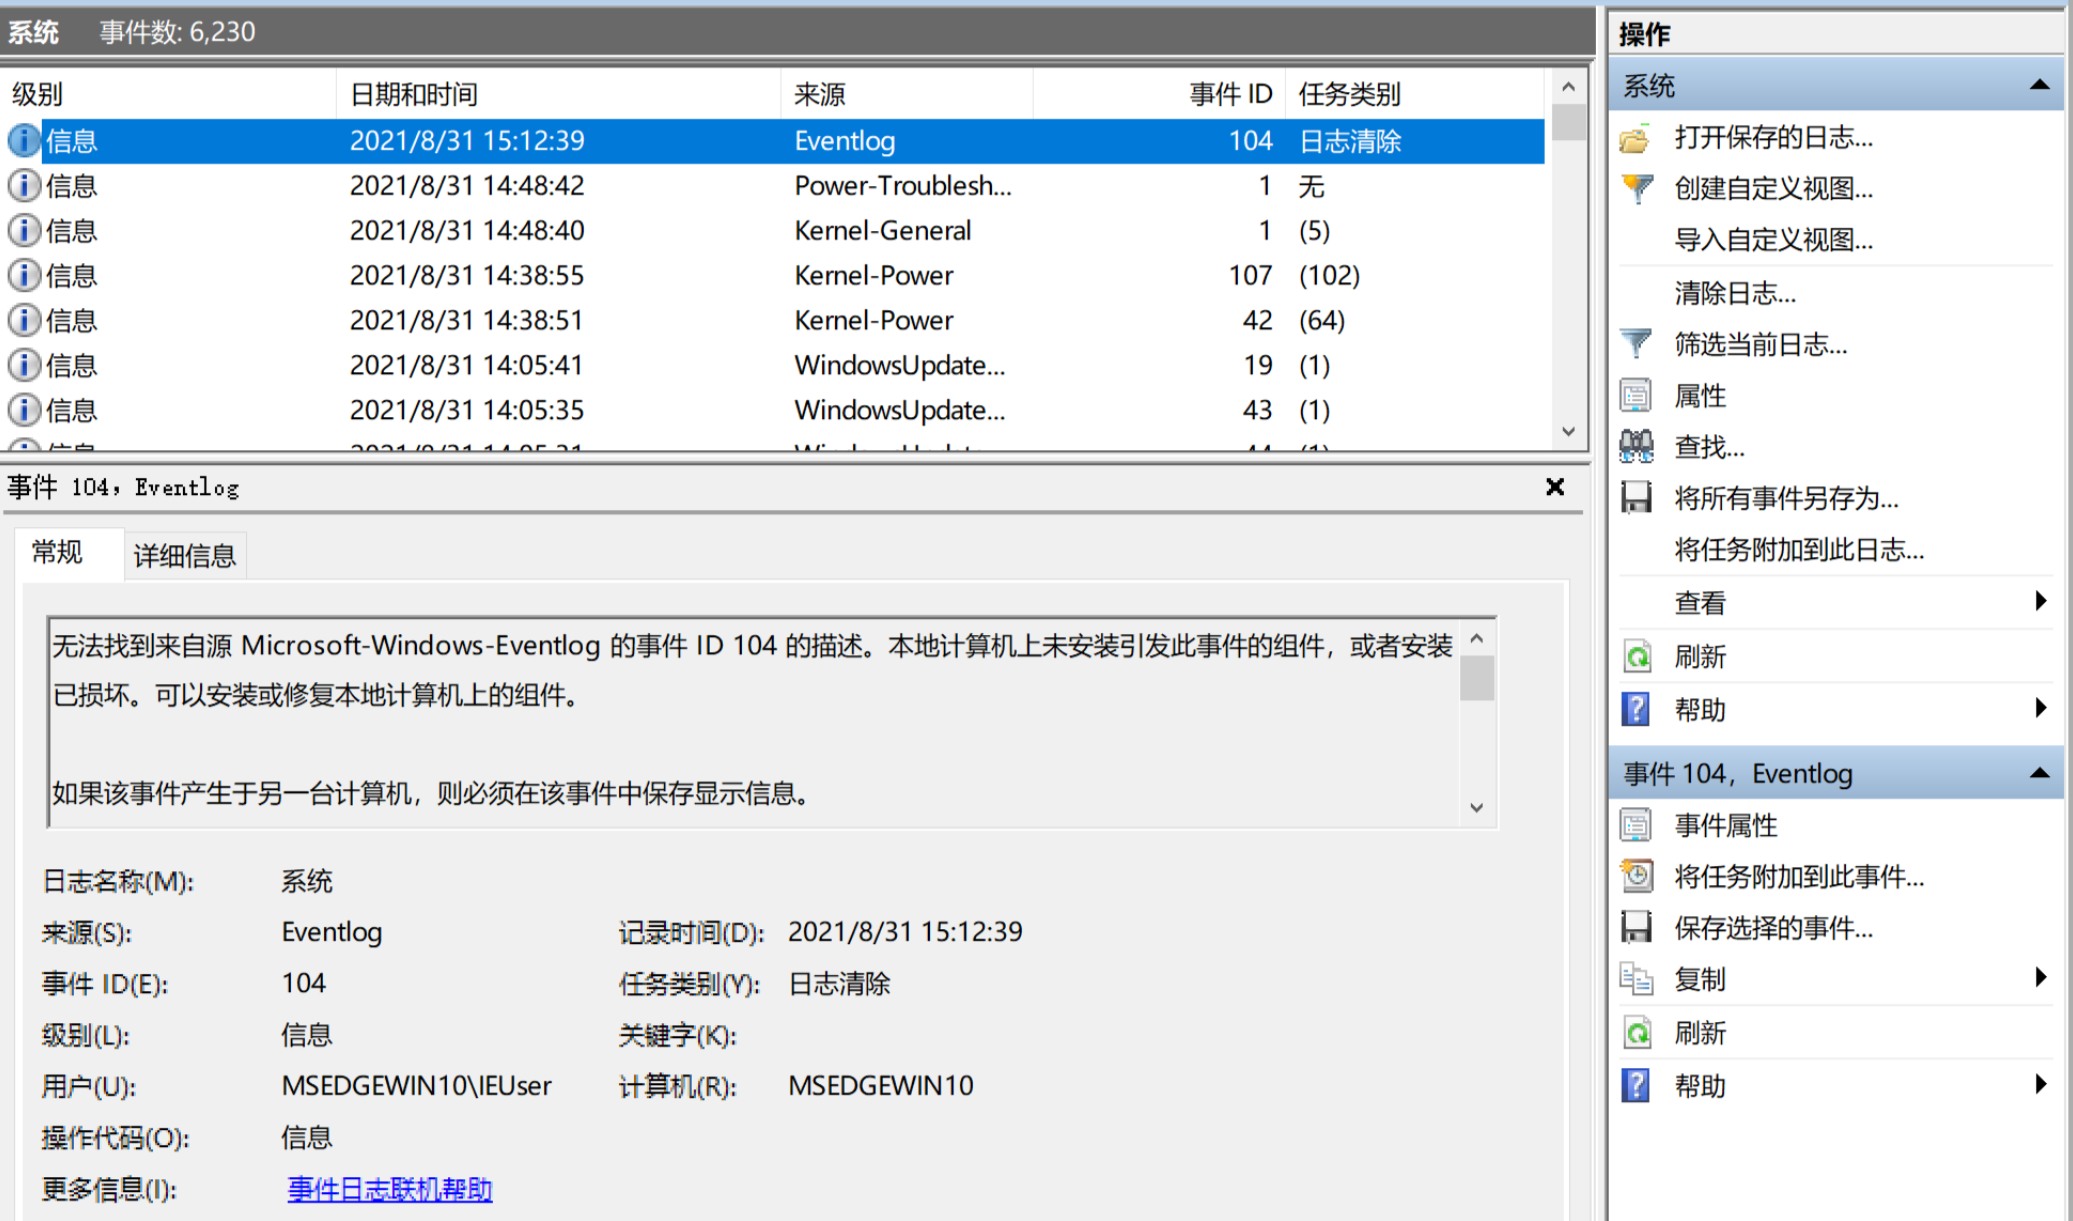 系统 事件数: 6,230
级别 日期和时间 来源 事件 ID 任务类别
信息 2021/8/31 15:12:39 Eventlog 104 日志清除
信息 2021/8/31 14:48:42 Power-Troublesh... 1 无
信息 2021/8/31 14:48:40 Kernel-General 1 (5)
信息 2021/8/31 14:38:55 Kernel-Power 107 (102)
信息 2021/8/31 14:38:51 Kernel-Power 42 (64)
信息 2021/8/31 14:05:41 WindowsUpdate... 19 (1)
信息 2021/8/31 14:05:35 WindowsUpdate... 43 (1)
事件 104，Eventlog
常规 详细信息
无法找到来自源 Microsoft-Windows-Eventlog 的事件 ID 104 的描述。本地计算机上未安装引发此事件的组件，或者安装
已损坏。可以安装或修复本地计算机上的组件。
如果该事件产生于另一台计算机，则必须在该事件中保存显示信息。
日志名称(M): 系统
来源(S): Eventlog 记录时间(D): 2021/8/31 15:12:39
事件 ID(E): 104 任务类别(Y): 日志清除
级别(L): 信息 关键字(K):
用户(U): MSEDGEWIN10\IEUser 计算机(R): MSEDGEWIN10
操作代码(O): 信息
更多信息(I): 事件日志联机帮助
操作
系统
打开保存的日志...
创建自定义视图...
导入自定义视图...
清除日志...
筛选当前日志...
属性
查找...
将所有事件另存为...
将任务附加到此日志...
查看
刷新
帮助
事件 104，Eventlog
事件属性
将任务附加到此事件...
保存选择的事件...
复制
刷新
帮助